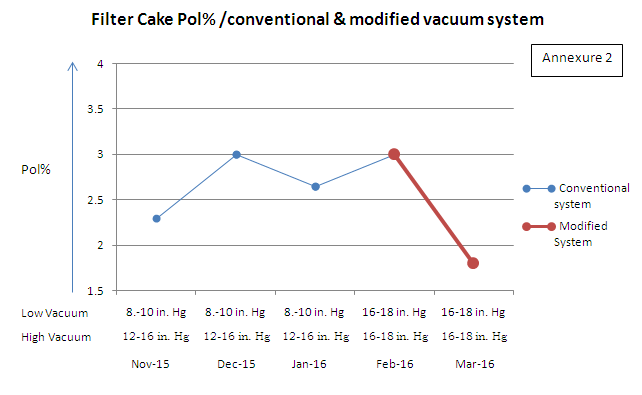 Filter Cake Pol% /conventional & modified vacuum system
Annexure 2
4
3.5
3
Pol%
2.5
2
1.5
Conventional
system
Modified
System
Low Vacuum 8.-10 in. Hg 8.-10 in. Hg 8.-10 in. Hg 16-18 in. Hg 16-18 in. Hg
High Vacuum 12-16 in. Hg 12-16 in. Hg 12-16 in. Hg 16-18 in. Hg 16-18 in. Hg
Nov-15 Dec-15 Jan-16 Feb-16 Mar-16